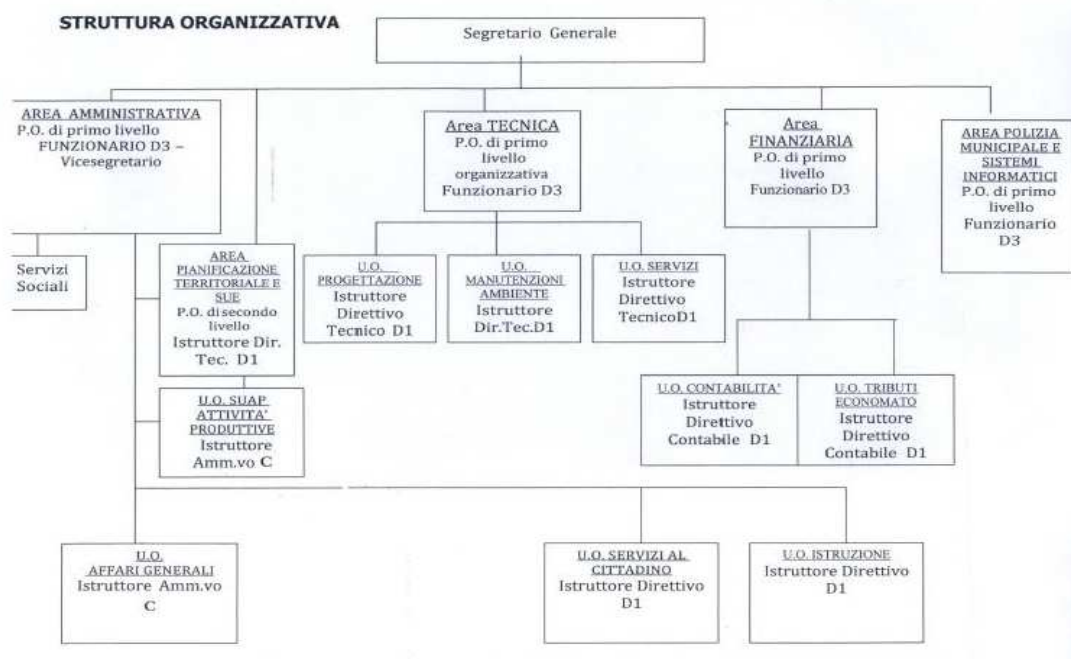 STRUTTURA ORGANIZZATIVA
Segretario Generale
AREA AMMINISTRATIVA
P.O. di primo livello
FUNZIONARIO D3 –
Vicesegretario
Area TECNICA
P.O. di primo
livello
organizzativa
Funzionario D3
Area
FINANZIARIA
P.O. di primo
livello
Funzionario D3
AREA POLIZIA
MUNICIPALE E
SISTEMI
INFORMATICI
P.O. di primo
livello
Funzionario
D3
Servizi
Sociali
AREA
PIANIFICAZIONE
TERRITORIALE E
SUE
P.O. di secondo
livello
Istruttore Dir.
Tec. D1
U.O.
PROGETTAZIONE
Istruttore
Direttivo
Tecnico D1
U.O.
MANUTENZIONI
AMBIENTE
Istruttore
Dir.Tec.D1
U.O. SERVIZI
Istruttore
Direttivo
TecnicoD1
U.O. SUAP
ATTIVITA'
PRODUTTIVE
Istruttore
Amm.vo C
U.O. CONTABILITA'
Istruttore
Direttivo
Contabile D1
U.O. TRIBUTI
ECONOMATO
Istruttore
Direttivo
Contabile D1
U.O.
AFFARI GENERALI
Istruttore Amm.vo
C
U.O. SERVIZI AL
CITTADINO
Istruttore Direttivo
D1
U.O. ISTRUZIONE
Istruttore Direttivo
D1